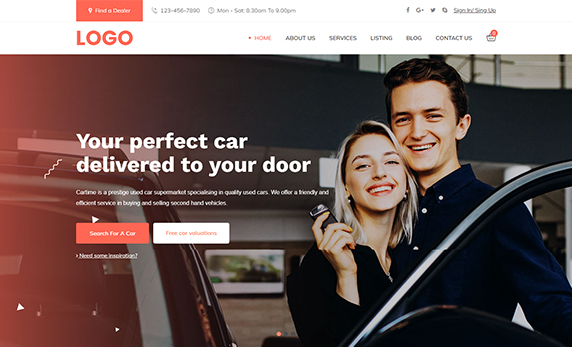 Find a Dealer
123-456-7890
Mon - Sat: 8.30am To 9.00pm
Sign In/ Sing Up
LOGO
HOME
ABOUT US
SERVICES
LISTING
BLOG
CONTACT US
0
Your perfect car
delivered to your door
Cartime is a prestige used car supermarket specialising in quality used cars. We offer a friendly and
efficient service in buying and selling second hand vehicles.
Search For A Car
Free car valuations
› Need some inspiration?